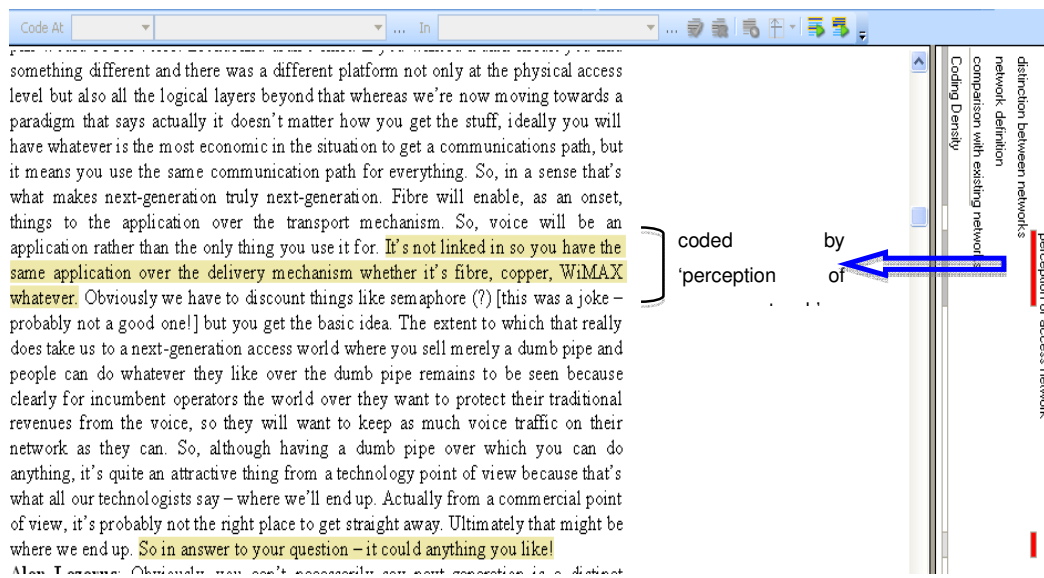 Code At ... In ...
something different and there was a different platform not only at the physical access
level but also all the logical layers beyond that whereas we're now moving towards a
paradigm that says actually it doesn't matter how you get the stuff, ideally you will
have whatever is the most economic in the situation to get a communications path, but
it means you use the same communication path for everything. So, in a sense that's
what makes next-generation truly next-generation. Fibre will enable, as an onset,
things to the application over the transport mechanism. So, voice will be an
application rather than the only thing you use it for. It's not linked in so you have the
same application over the delivery mechanism whether it's fibre, copper, WiMAX
whatever. Obviously we have to discount things like semaphore (?) [this was a joke –
probably not a good one!] but you get the basic idea. The extent to which that really
does take us to a next-generation access world where you sell merely a dumb pipe and
people can do whatever they like over the dumb pipe remains to be seen because
clearly for incumbent operators the world over they want to protect their traditional
revenues from the voice, so they will want to keep as much voice traffic on their
network as they can. So, although having a dumb pipe over which you can do
anything, it's quite an attractive thing from a technology point of view because that's
what all our technologists say – where we'll end up. Actually from a commercial point
of view, it's probably not the right place to get straight away. Ultimately that might be
where we end up. So in answer to your question – it could anything you like!
Obviously, you can't necessarily say next generation is a distinct
coded by
'perception of
Coding Density
comparison with existing networks
network definition
distinction between networks
perception of access network